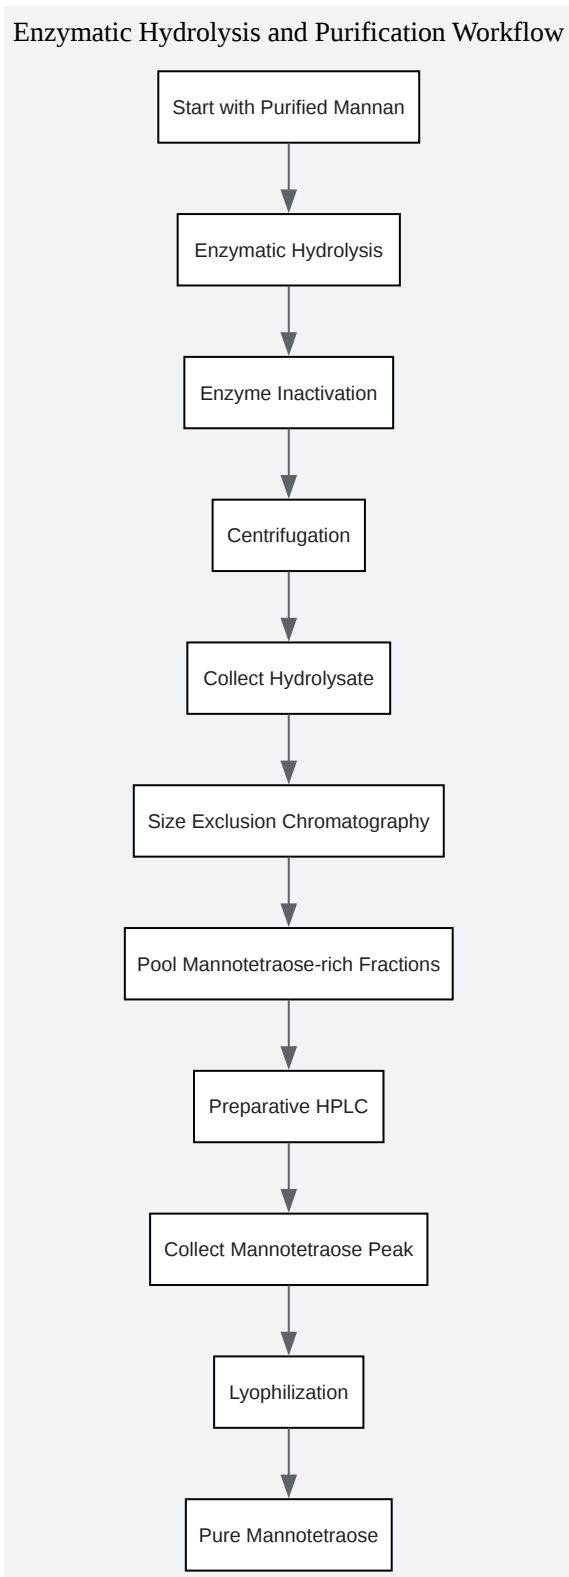 Enzymatic Hydrolysis and Purification Workflow
Start with Purified Mannan
Enzymatic Hydrolysis
Enzyme Inactivation
Centrifugation
Collect Hydrolysate
Size Exclusion Chromatography
Pool Mannotetraose-rich Fractions
Preparative HPLC
Collect Mannotetraose Peak
Lyophilization
Pure Mannotetraose